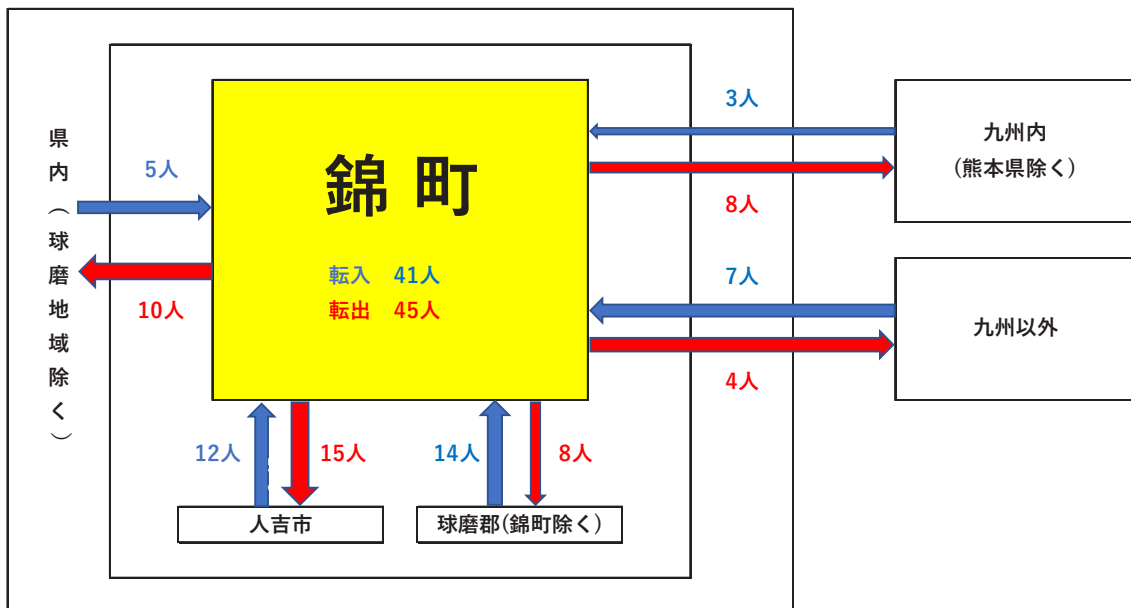 県内（球磨地域除く）
5人
10人
錦 町
転入 41人
転出 45人
3人
8人
九州内
(熊本県除く)
7人
4人
九州以外
12人
15人
14人
8人
人吉市
球磨郡(錦町除く)